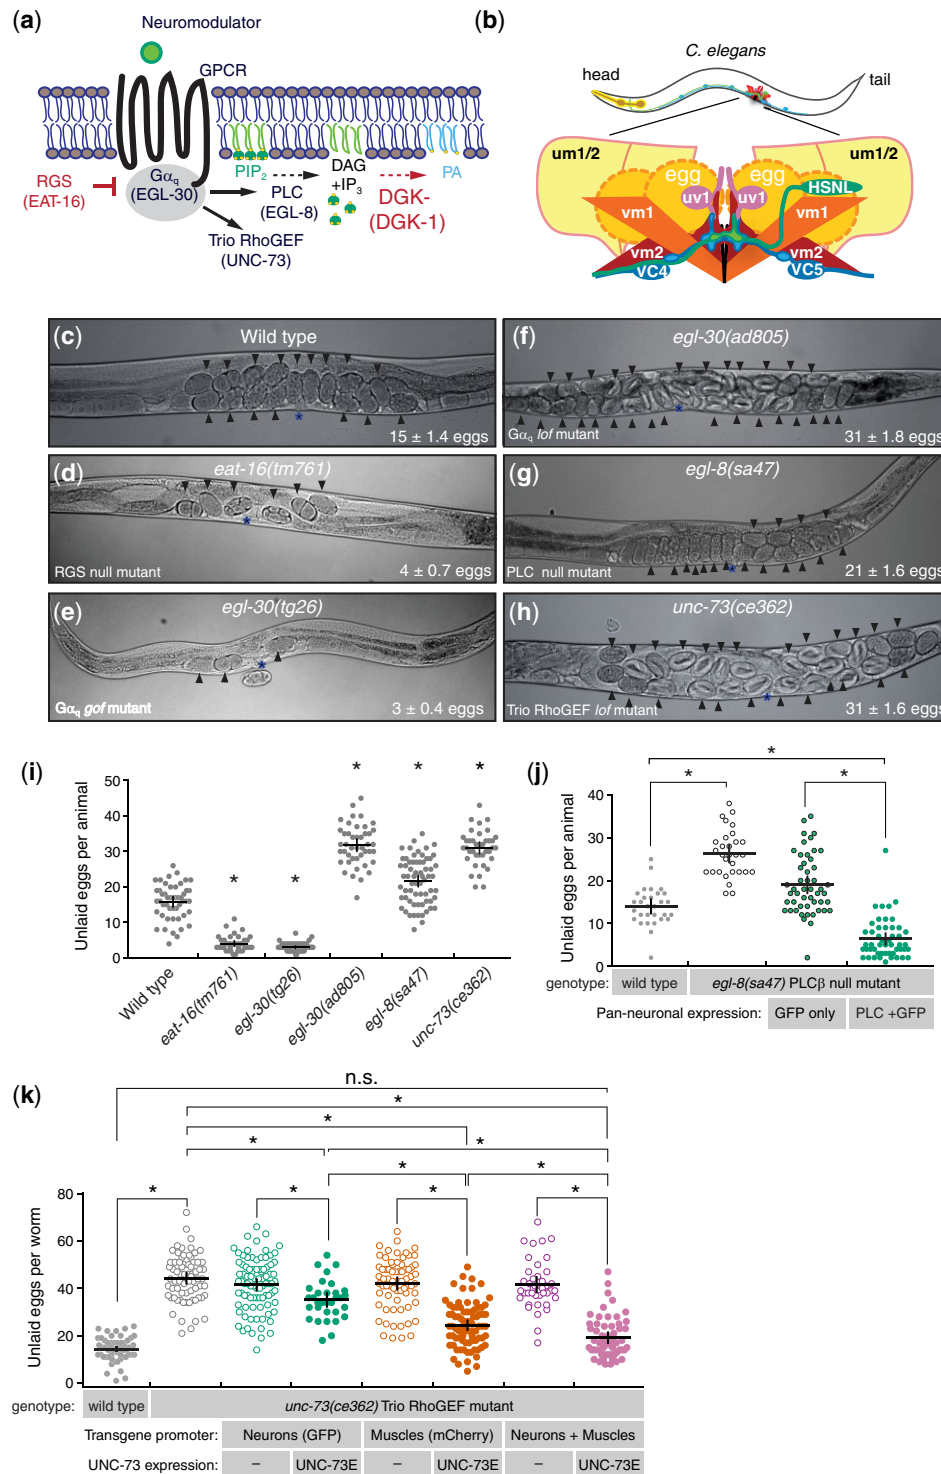 (a)
Neuromodulator
GPCR
RGS
(EAT-16)
Gαq
(EGL-30)
PIP2
PLC
(EGL-8)
DAG
+IP3
DGK-
(DGK-1)
PA
Trio RhoGEF
(UNC-73)
(b)
C. elegans
head
tail
um1/2
um1/2
egg
egg
HSNL
uv1
uv1
vm1
vm1
vm2
vm2
VC4
VC5
(c)
Wild type
15 ± 1.4 eggs
(d)
eat-16(tm761)
RGS null mutant
4 ± 0.7 eggs
(e)
egl-30(tg26)
Gαq gof mutant
3 ± 0.4 eggs
(f)
egl-30(ad805)
Gαq lof mutant
31 ± 1.8 eggs
(g)
egl-8(sa47)
PLC null mutant
21 ± 1.6 eggs
(h)
unc-73(ce362)
Trio RhoGEF lof mutant
31 ± 1.6 eggs
(i)
Unlaid eggs per animal
50
40
30
20
10
0
* * * * *
Wild type
eat-16(tm761)
egl-30(tg26)
egl-30(ad805)
egl-8(sa47)
unc-73(ce362)
(j)
Unlaid eggs per animal
40
30
20
10
0
*
* *
genotype: wild type egl-8(sa47) PLCβ null mutant
Pan-neuronal expression: GFP only PLC +GFP
(k)
n.s.
*
*
* *
* *
* * * *
Unlaid eggs per worm
80
60
40
20
0
genotype: wild type unc-73(ce362) Trio RhoGEF mutant
Transgene promoter: Neurons (GFP) Muscles (mCherry) Neurons + Muscles
UNC-73 expression: – UNC-73E – UNC-73E – UNC-73E